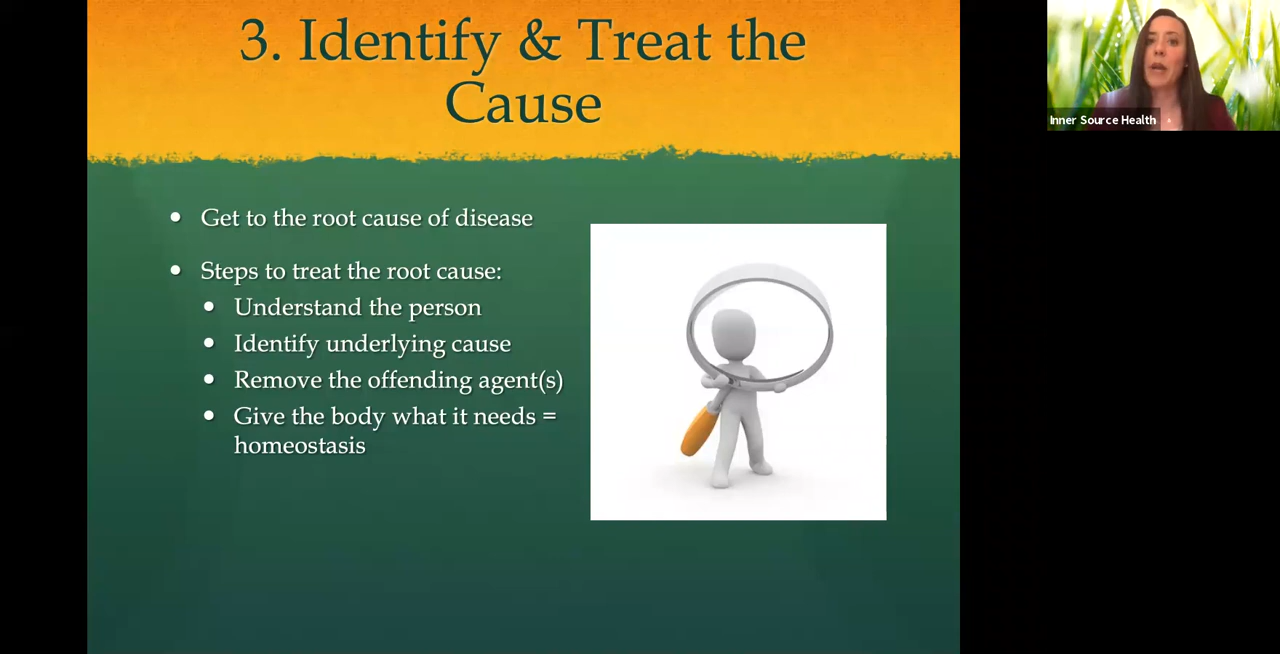 3. Identify & Treat the
Cause
• Get to the root cause of disease
• Steps to treat the root cause:
• Understand the person
• Identify underlying cause
• Remove the offending agent(s)
• Give the body what it needs =
homeostasis
Inner Source Health